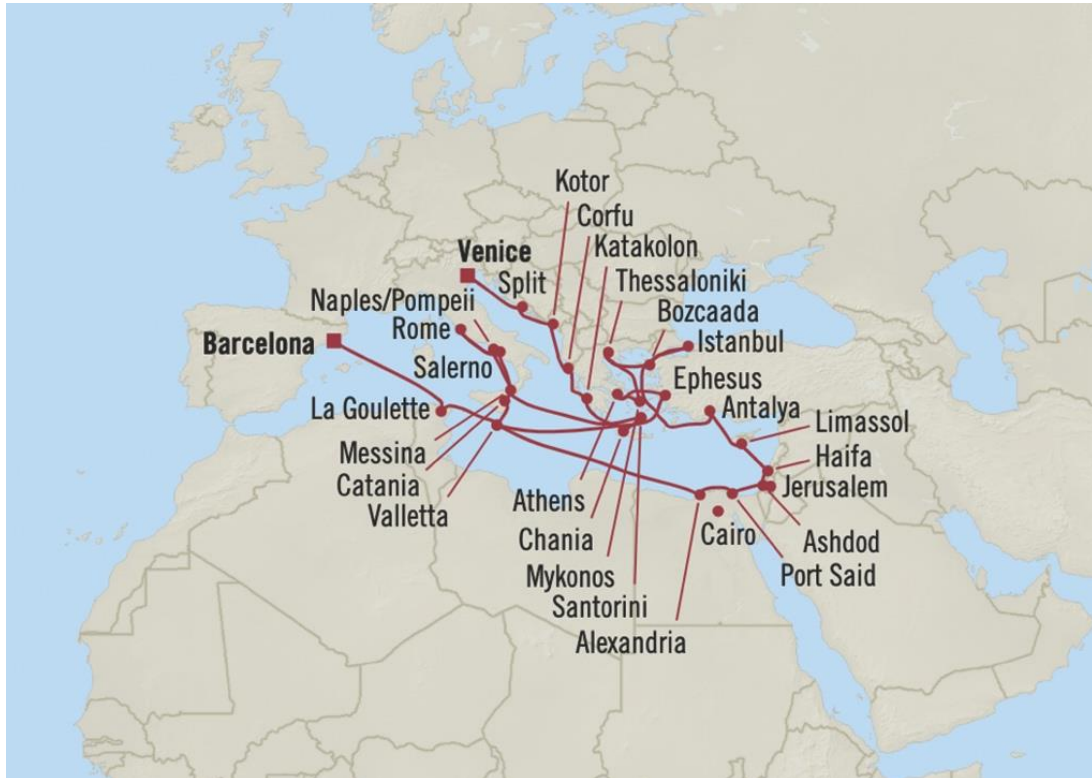 Kotor
Corfu
Venice
Katakolon
Split
Thessaloniki
Naples/Pompeii
Bozcaada
Rome
Istanbul
Barcelona
Salerno
Ephesus
La Goulette
Antalya
Limassol
Messina
Haifa
Catania
Jerusalem
Valletta
Athens
Cairo
Ashdod
Chania
Port Said
Mykonos
Santorini
Alexandria